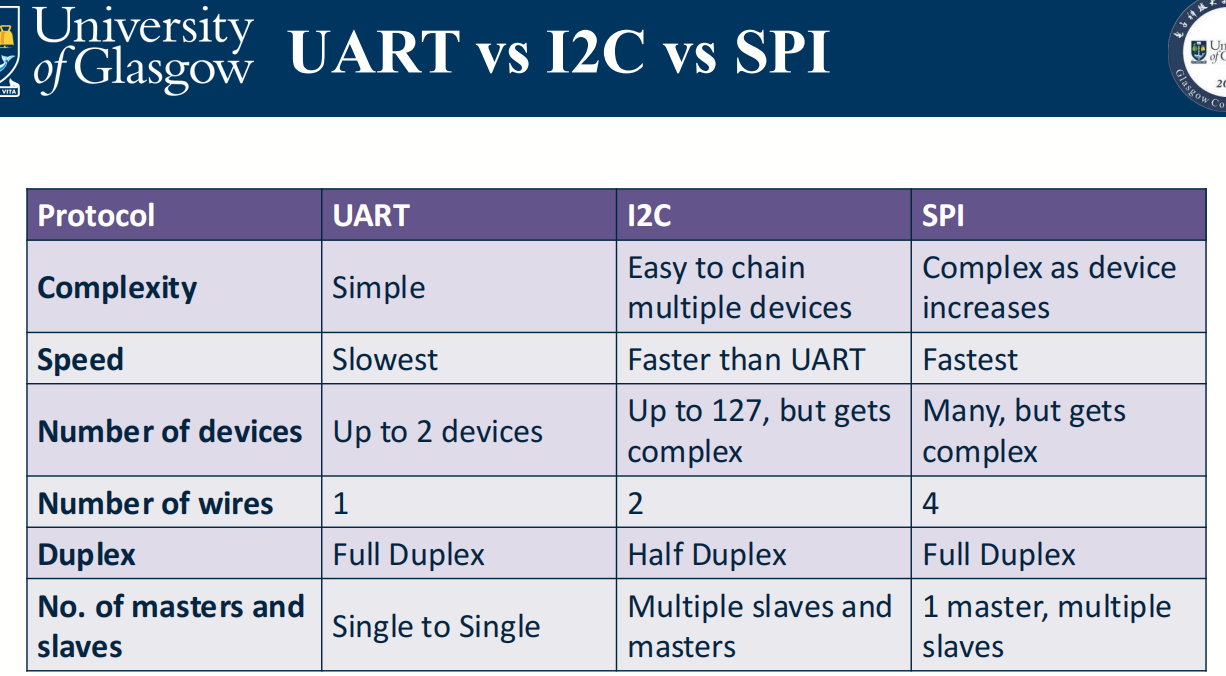 University
of Glasgow
UART vs I2C vs SPI
VITA
Glasgow
Protocol UART I2C SPI
Complexity Simple Easy to chain multiple devices Complex as device increases
Speed Slowest Faster than UART Fastest
Number of devices Up to 2 devices Up to 127, but gets complex Many, but gets complex
Number of wires 1 2 4
Duplex Full Duplex Half Duplex Full Duplex
No. of masters and slaves Single to Single Multiple slaves and masters 1 master, multiple slaves